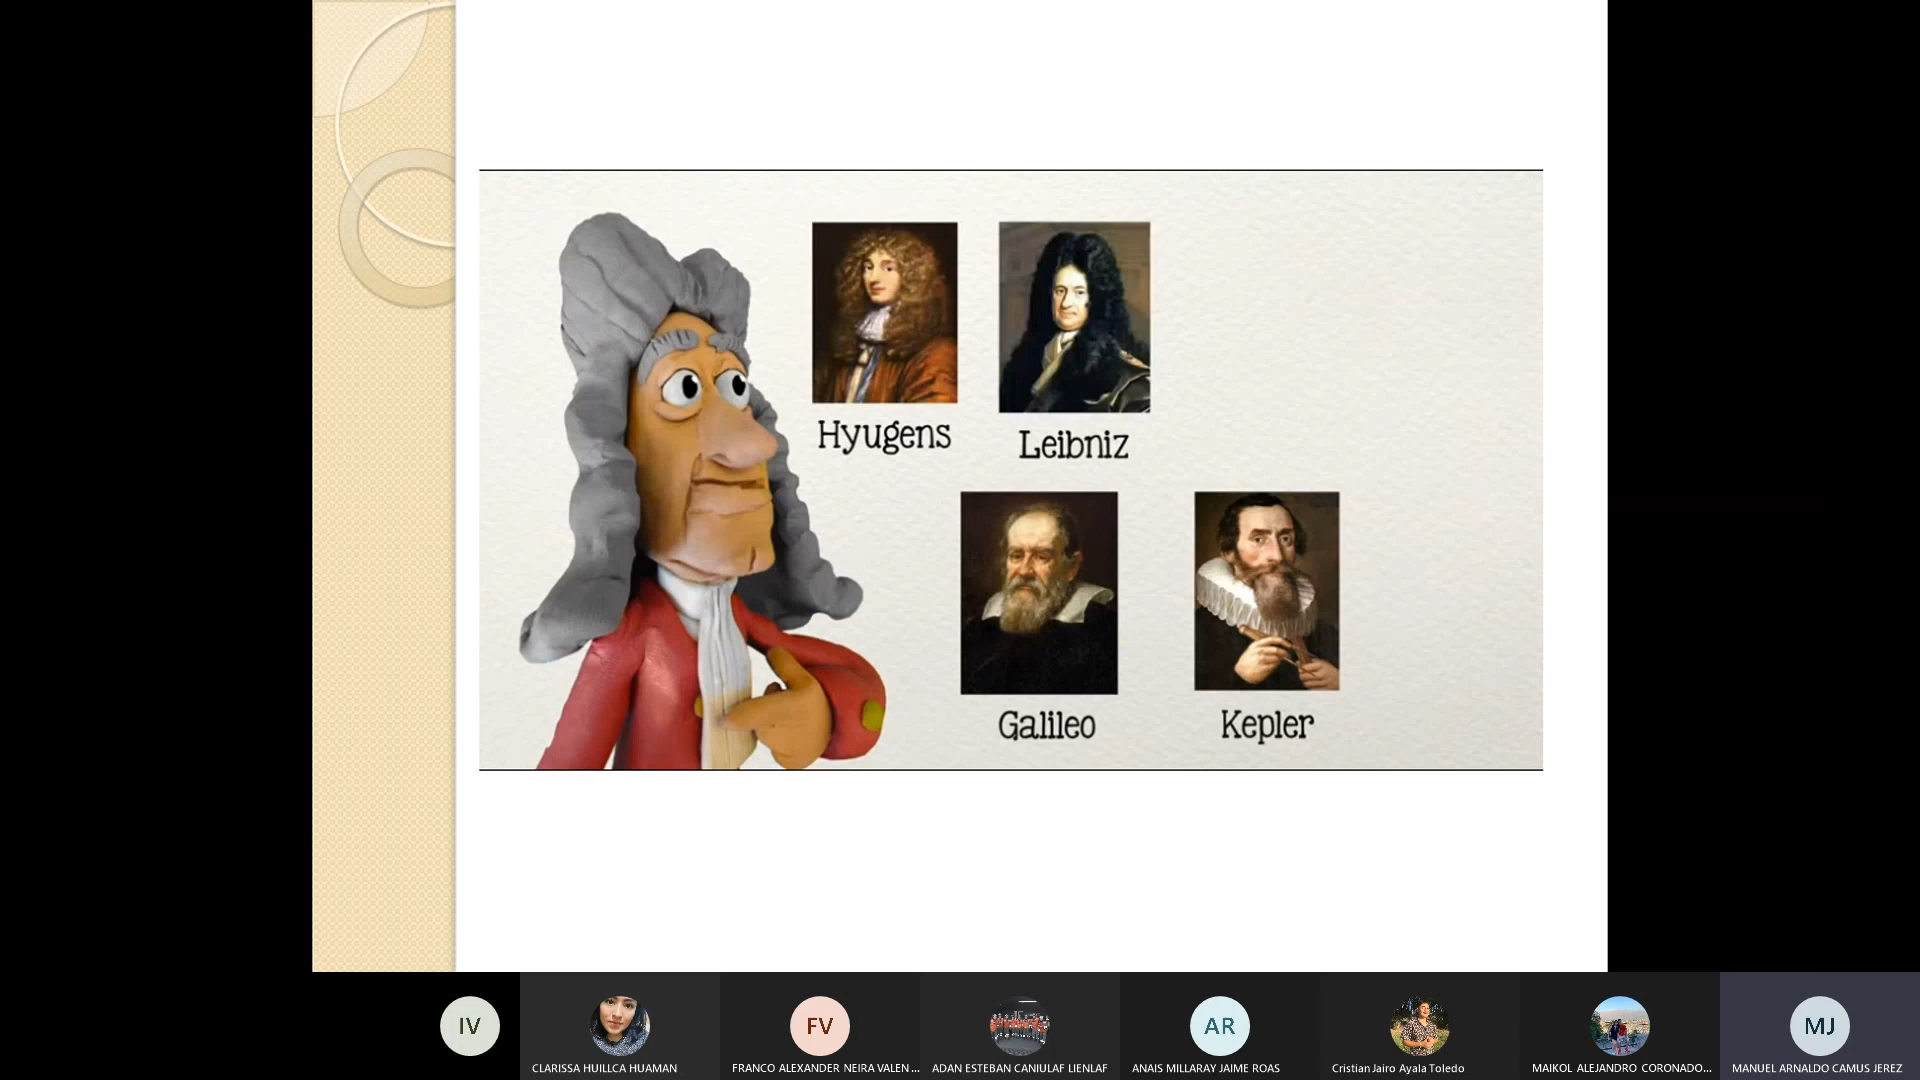 Hyugens
Leibniz
Galileo
Kepler
IV
FV
AR
MJ
CLARISSA HUILLCA HUAMAN
FRANCO ALEXANDER NEIRA VALEN...
ADAN ESTEBAN CANIULAF LIENLAF
ANAIS MILLARAY JAIME ROAS
Cristian Jairo Ayala Toledo
MAIKOL ALEJANDRO CORONADO...
MANUEL ARNALDO CAMUS JEREZ